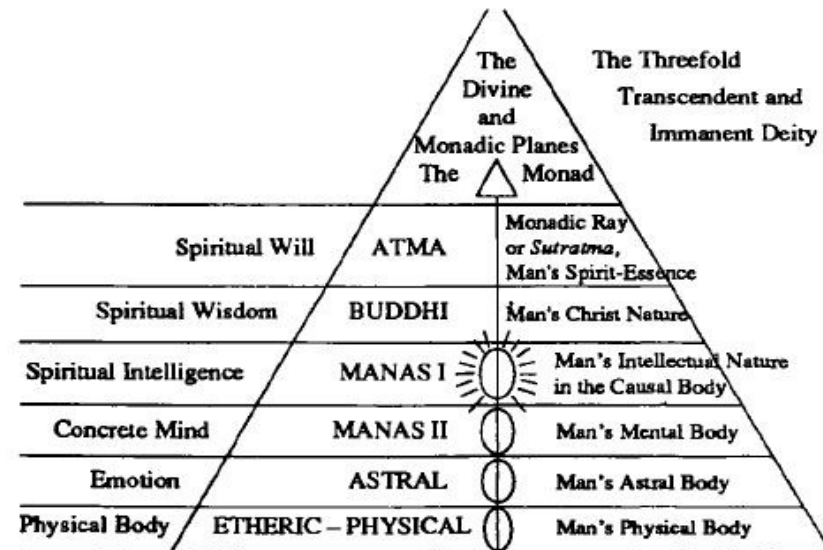 The
Divine
and
Monadic Planes
The Monad
The Threefold
Transcendent and
Immanent Deity
Spiritual Will ATMA Monadic Ray
or Sutratma,
Man's Spirit-Essence
Spiritual Wisdom BUDDHI Man's Christ Nature
Spiritual Intelligence MANAS I Man's Intellectual Nature
in the Causal Body
Concrete Mind MANAS II Man's Mental Body
Emotion ASTRAL Man's Astral Body
Physical Body ETHERIC – PHYSICAL Man's Physical Body